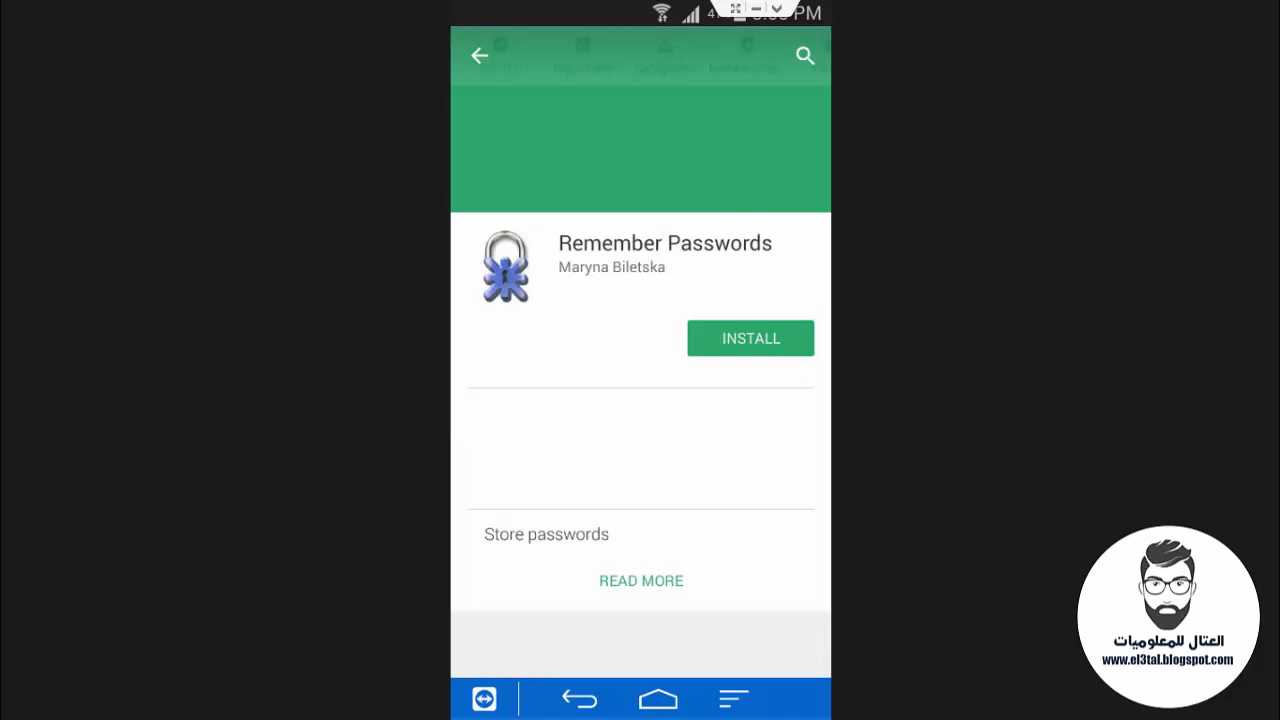 Remember Passwords
Maryna Biletska
INSTALL
Store passwords
READ MORE
العتال للمعلوميات
www.el3tal.blogspot.com